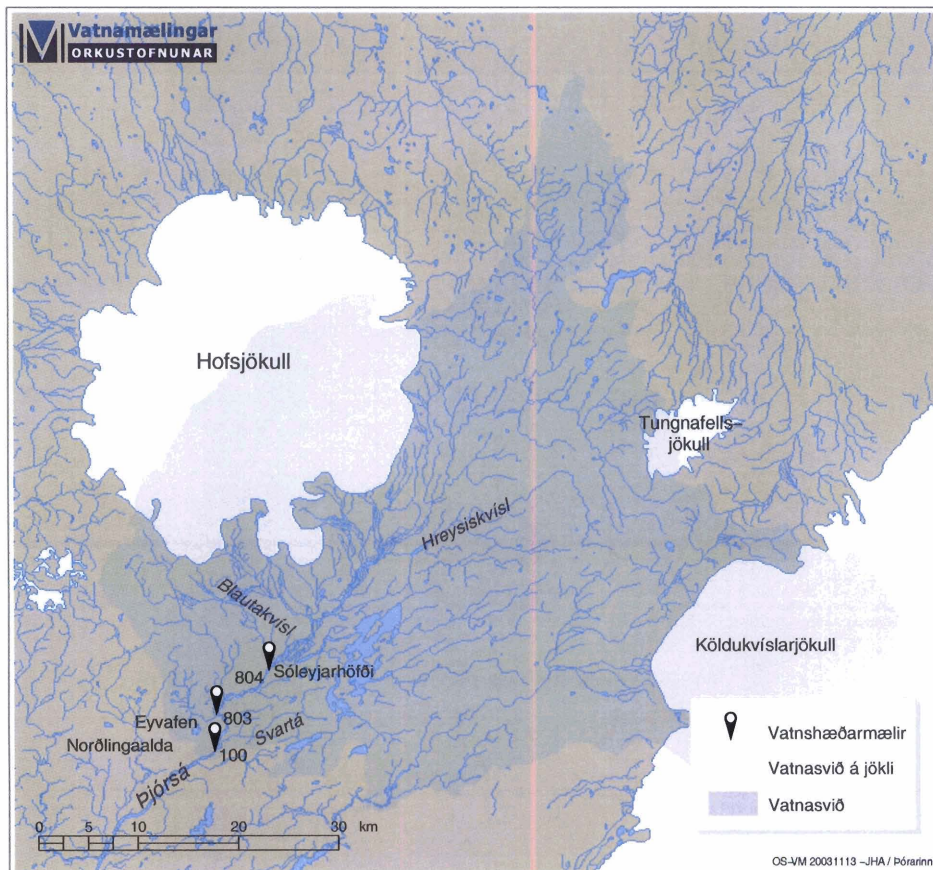 Vatnamælingar
ORKUSTOFNUNAR
Hofsjökull
Tungnafells-
jökull
Hreysiskvísl
Blautakvísl
Köldukvíslarjökull
804
Sóleyjarhöfði
Eyvafen
803
Svartá
Norðlingaalda
100
Þjórsá
Vatnshæðarmælir
Vatnasvið á jökli
Vatnasvið
0 5 10 20 30 km
OS-VM 20031113 -JHA / Þórarinn